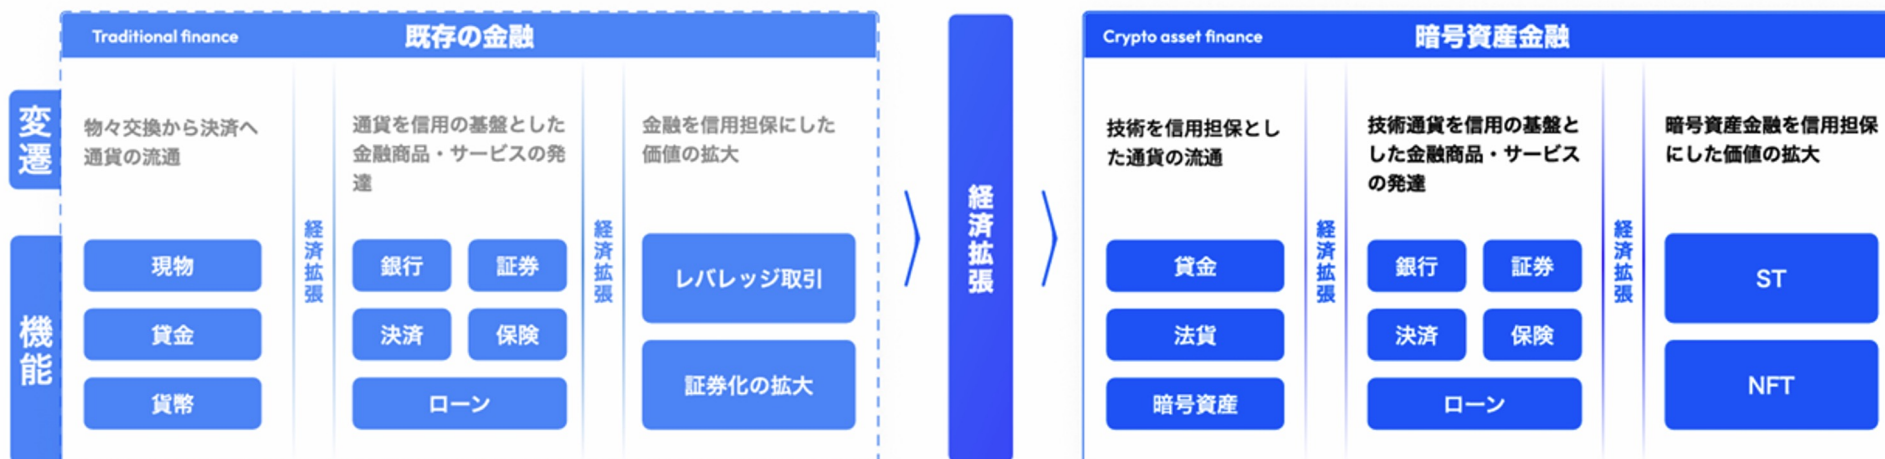 Traditional finance
既存の金融
変遷
物々交換から決済へ
通貨の流通
通貨を信用の基盤とした
金融商品・サービスの発
達
金融を信用担保にした
価値の拡大
機能
現物
貸金
貨幣
経済拡張
銀行
証券
決済
保険
ローン
経済拡張
レバレッジ取引
証券化の拡大
経済拡張
Crypto asset finance
暗号資産金融
技術を信用担保とし
た通貨の流通
技術通貨を信用の基盤と
した金融商品・サービス
の発達
暗号資産金融を信用担保
にした価値の拡大
貸金
法貨
暗号資産
経済拡張
銀行
証券
決済
保険
ローン
経済拡張
ST
NFT